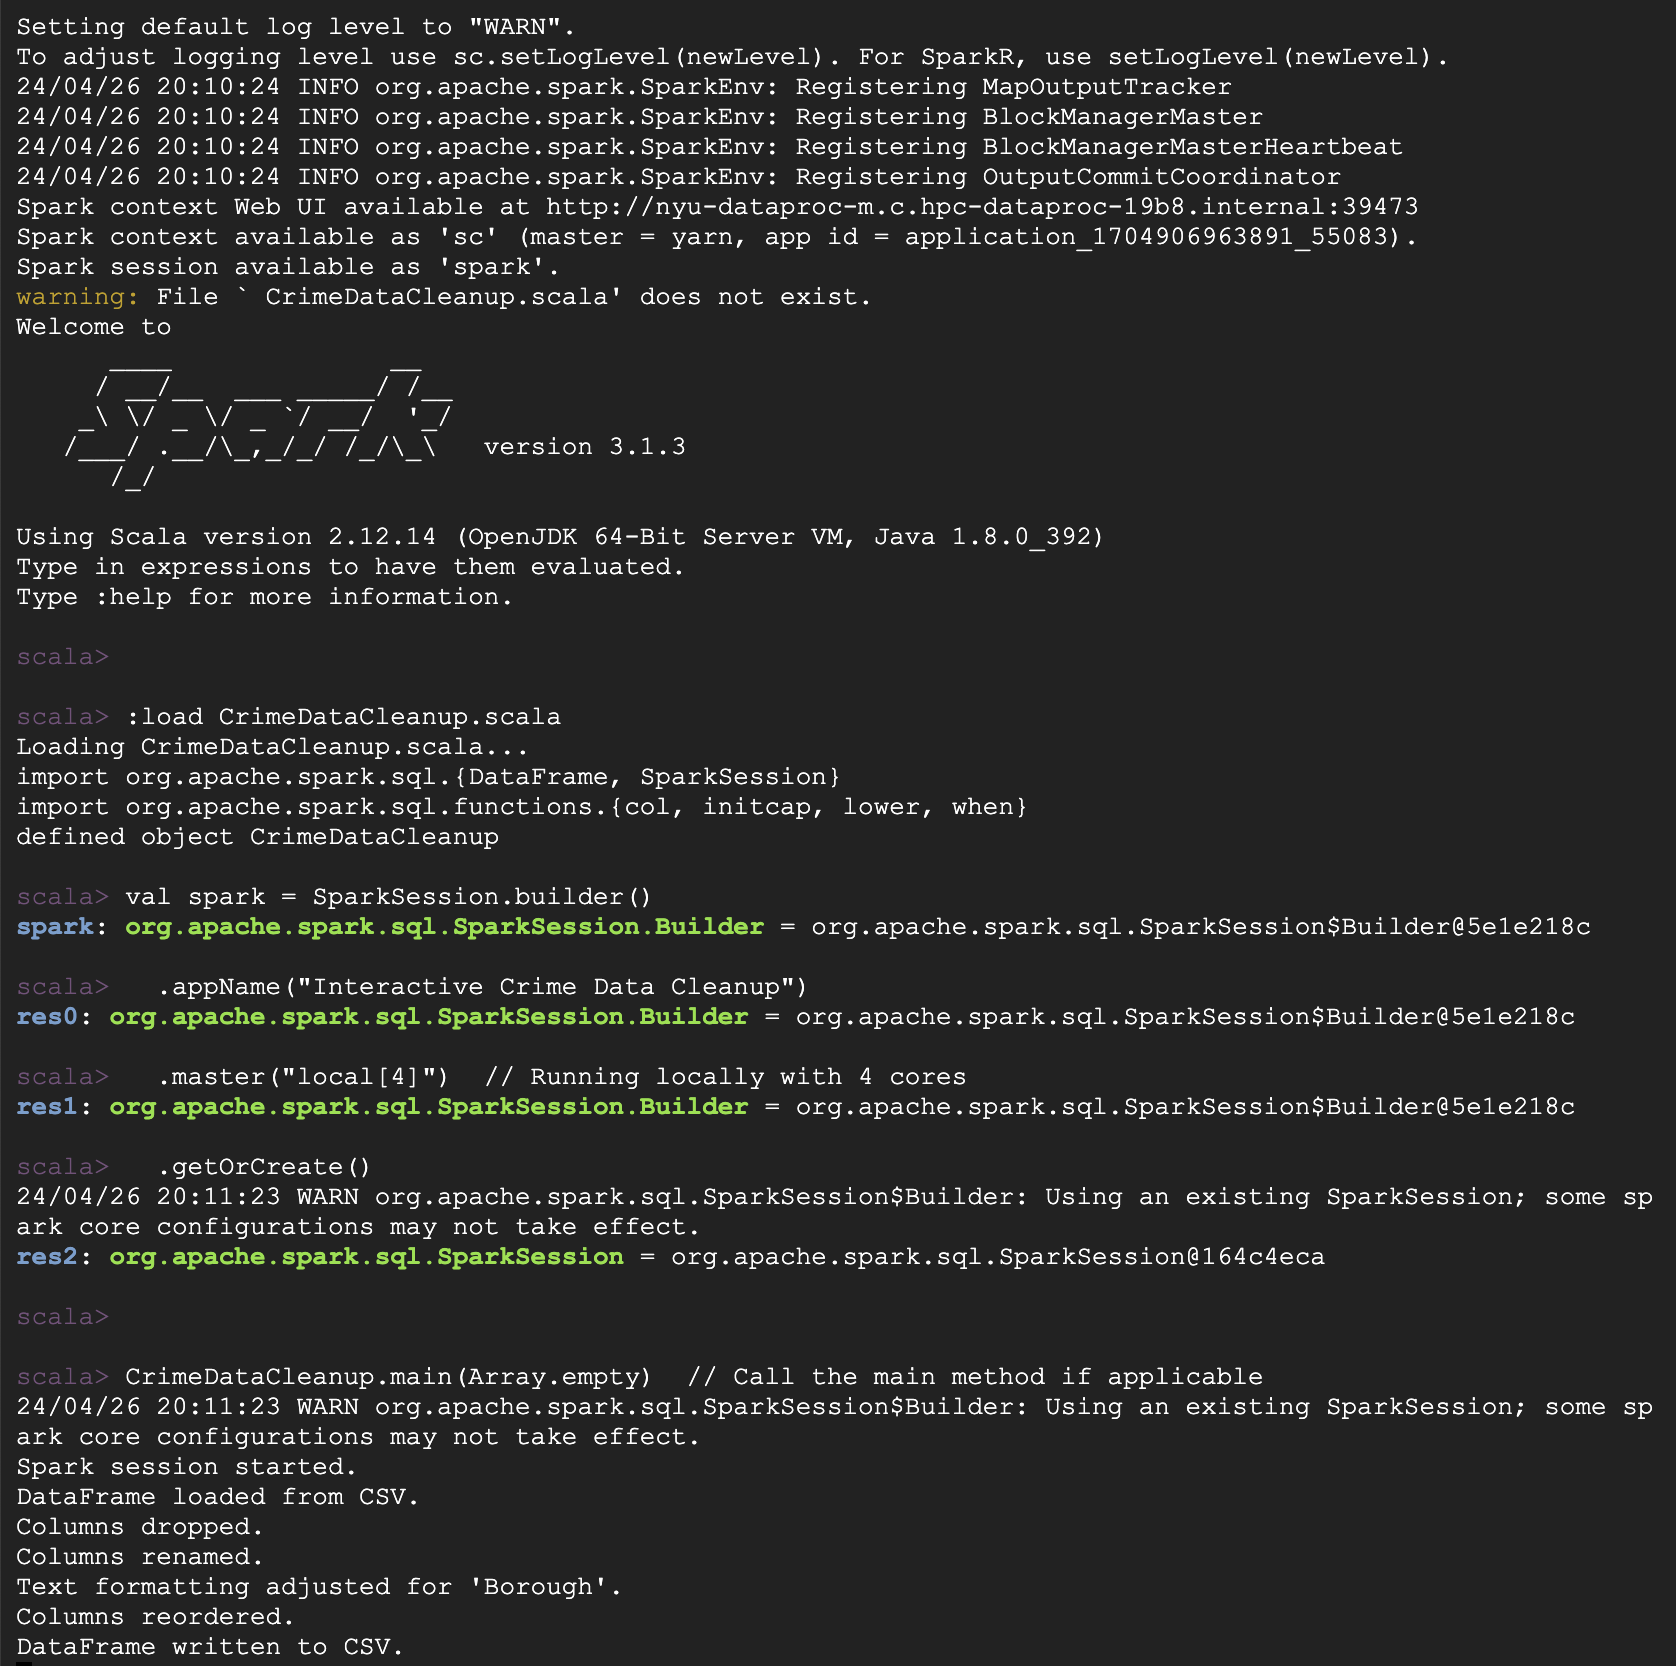 Setting default log level to "WARN".
To adjust logging level use sc.setLogLevel(newLevel). For SparkR, use setLogLevel(newLevel).
24/04/26 20:10:24 INFO org.apache.spark.SparkEnv: Registering MapOutputTracker
24/04/26 20:10:24 INFO org.apache.spark.SparkEnv: Registering BlockManagerMaster
24/04/26 20:10:24 INFO org.apache.spark.SparkEnv: Registering BlockManagerMasterHeartbeat
24/04/26 20:10:24 INFO org.apache.spark.SparkEnv: Registering OutputCommitCoordinator
Spark context Web UI available at http://nyu-dataproc-m.c.hpc-dataproc-19b8.internal:39473
Spark context available as 'sc' (master = yarn, app id = application_1704906963891_55083).
Spark session available as 'spark'.
warning: File ` CrimeDataCleanup.scala' does not exist.
Welcome to
      ____              __
     / __/__  ___ _____/ /__
    _\ \/ _ \/ _ `/ __/  '_/
   /___/ .__/\_,_/_/ /_/\_\   version 3.1.3
      /_/
Using Scala version 2.12.14 (OpenJDK 64-Bit Server VM, Java 1.8.0_392)
Type in expressions to have them evaluated.
Type :help for more information.
scala>
scala> :load CrimeDataCleanup.scala
Loading CrimeDataCleanup.scala...
import org.apache.spark.sql.{DataFrame, SparkSession}
import org.apache.spark.sql.functions.{col, initcap, lower, when}
defined object CrimeDataCleanup
scala> val spark = SparkSession.builder()
spark: org.apache.spark.sql.SparkSession.Builder = org.apache.spark.sql.SparkSession$Builder@5e1e218c
scala>   .appName("Interactive Crime Data Cleanup")
res0: org.apache.spark.sql.SparkSession.Builder = org.apache.spark.sql.SparkSession$Builder@5e1e218c
scala>   .master("local[4]")  // Running locally with 4 cores
res1: org.apache.spark.sql.SparkSession.Builder = org.apache.spark.sql.SparkSession$Builder@5e1e218c
scala>   .getOrCreate()
24/04/26 20:11:23 WARN org.apache.spark.sql.SparkSession$Builder: Using an existing SparkSession; some sp
ark core configurations may not take effect.
res2: org.apache.spark.sql.SparkSession = org.apache.spark.sql.SparkSession@164c4eca
scala>
scala> CrimeDataCleanup.main(Array.empty)  // Call the main method if applicable
24/04/26 20:11:23 WARN org.apache.spark.sql.SparkSession$Builder: Using an existing SparkSession; some sp
ark core configurations may not take effect.
Spark session started.
DataFrame loaded from CSV.
Columns dropped.
Columns renamed.
Text formatting adjusted for 'Borough'.
Columns reordered.
DataFrame written to CSV.